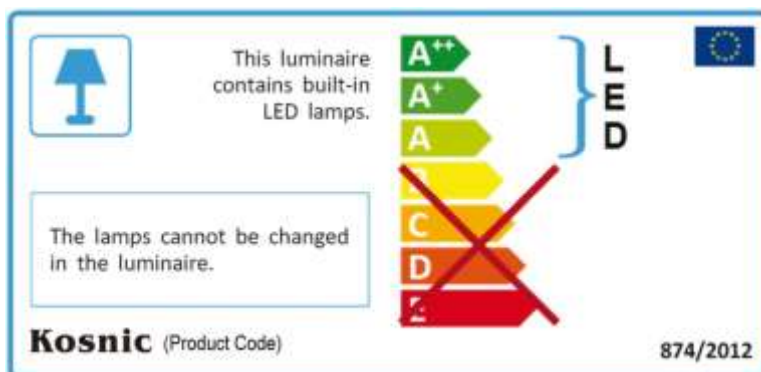 This luminaire
contains built-in
LED lamps.
A++
A+
A
B
C
D
E
L
E
D
The lamps cannot be changed
in the luminaire.
Kosnic (Product Code)
874/2012